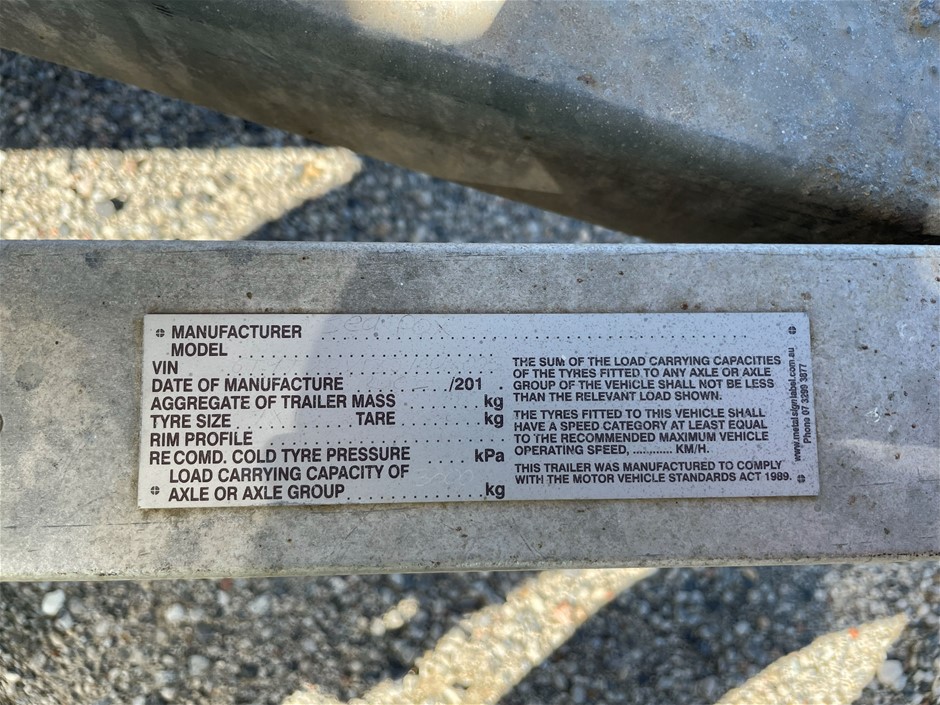 MANUFACTURER ....................
MODEL ....................
VIN ....................
DATE OF MANUFACTURE ............/201 .
AGGREGATE OF TRAILER MASS ............ kg
TYRE SIZE ............ TARE ............ kg
RIM PROFILE ....................
RECOMD. COLD TYRE PRESSURE ............ kPa
LOAD CARRYING CAPACITY OF
AXLE OR AXLE GROUP .................... kg
THE SUM OF THE LOAD CARRYING CAPACITIES
OF THE TYRES FITTED TO ANY AXLE OR AXLE
GROUP OF THE VEHICLE SHALL NOT BE LESS
THAN THE RELEVANT LOAD SHOWN.
THE TYRES FITTED TO THIS VEHICLE SHALL
HAVE A SPEED CATEGORY AT LEAST EQUAL
TO THE RECOMMENDED MAXIMUM VEHICLE
OPERATING SPEED, ............ KM/H.
THIS TRAILER WAS MANUFACTURED TO COMPLY
WITH THE MOTOR VEHICLE STANDARDS ACT 1989.
www.metalsignlabel.com.au
Phone 07 3299 3877